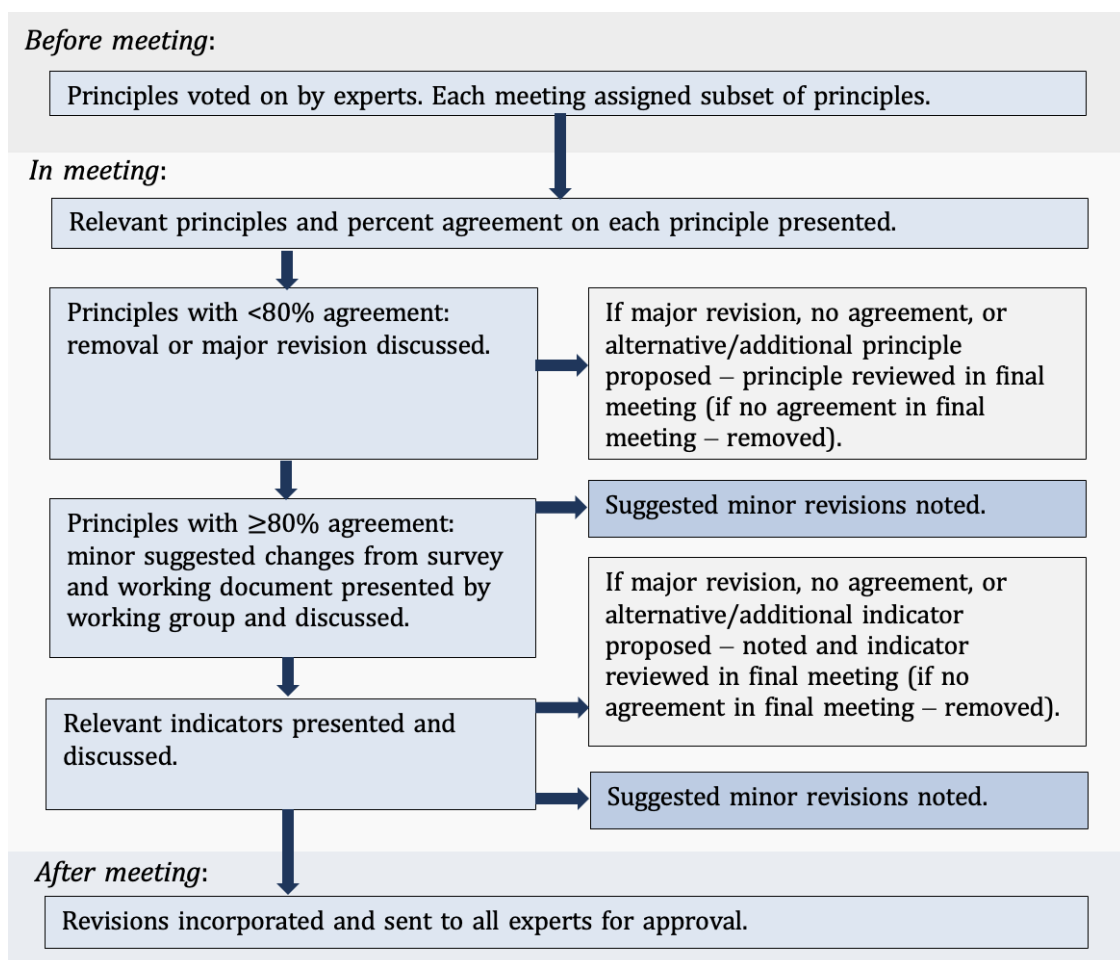 Before meeting:
Principles voted on by experts. Each meeting assigned subset of principles.
In meeting:
Relevant principles and percent agreement on each principle presented.
Principles with <80% agreement:
removal or major revision discussed.
If major revision, no agreement, or
alternative/additional principle
proposed – principle reviewed in final
meeting (if no agreement in final
meeting – removed).
Principles with ≥80% agreement:
minor suggested changes from survey
and working document presented by
working group and discussed.
Suggested minor revisions noted.
If major revision, no agreement, or
alternative/additional indicator
proposed – noted and indicator
reviewed in final meeting (if no
agreement in final meeting – removed).
Relevant indicators presented and
discussed.
Suggested minor revisions noted.
After meeting:
Revisions incorporated and sent to all experts for approval.